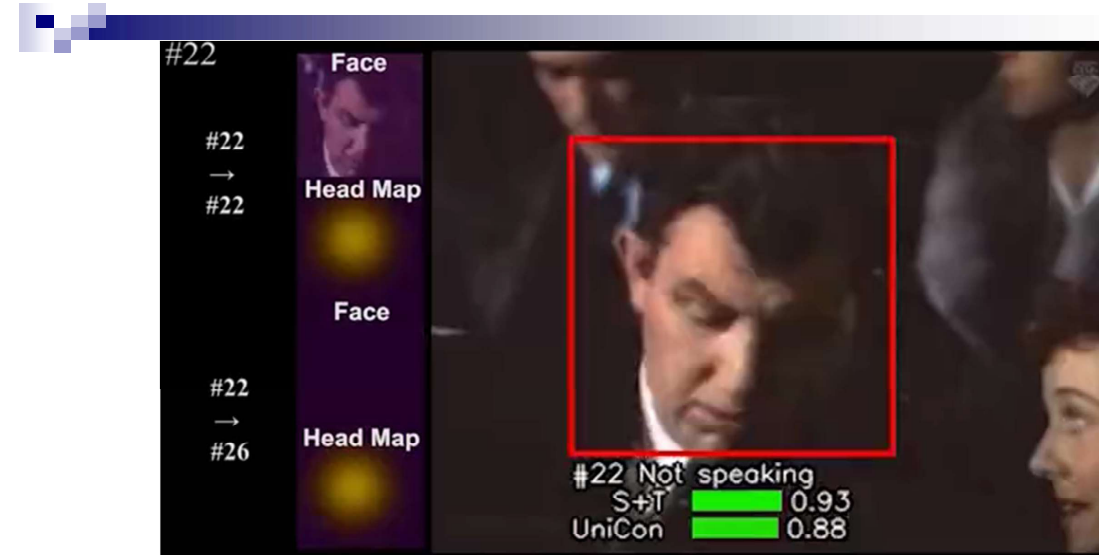 #22
#22
→
#22
Face
Head Map
Face
#22
→
#26
Head Map
#22 Not speaking
S+T 0.93
UniCon 0.88